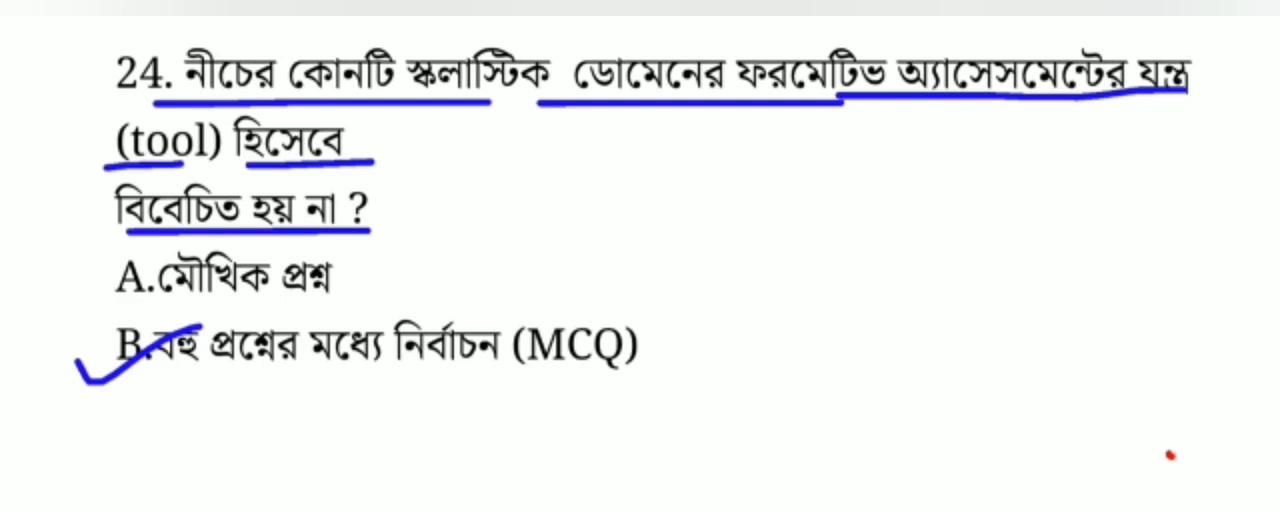 24. নীচের কোনটি স্কলাস্টিক ডোমেনের ফরমেটিভ অ্যাসেসমেন্টের যন্ত্র
(tool) হিসেবে
বিবেচিত হয় না ?
A.মৌখিক প্রশ্ন
B.বহু প্রশ্নের মধ্যে নির্বাচন (MCQ)